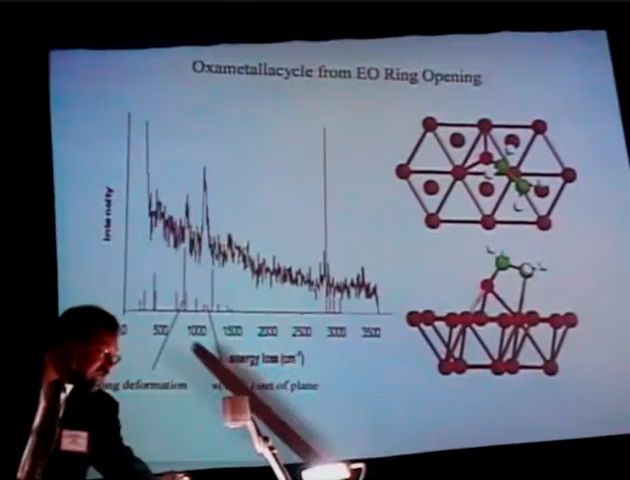 Oxametallacycle from EO Ring Opening
Intensity
0 500 1000 1500 2000 2500 3000 3500
energy loss (cm⁻¹)
deformation
out of plane